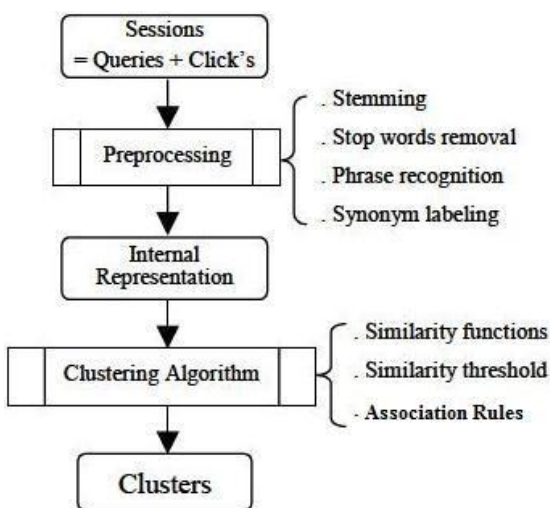 Sessions
= Queries + Click's
Preprocessing
. Stemming
. Stop words removal
. Phrase recognition
. Synonym labeling
Internal
Representation
Clustering Algorithm
. Similarity functions
. Similarity threshold
. Association Rules
Clusters